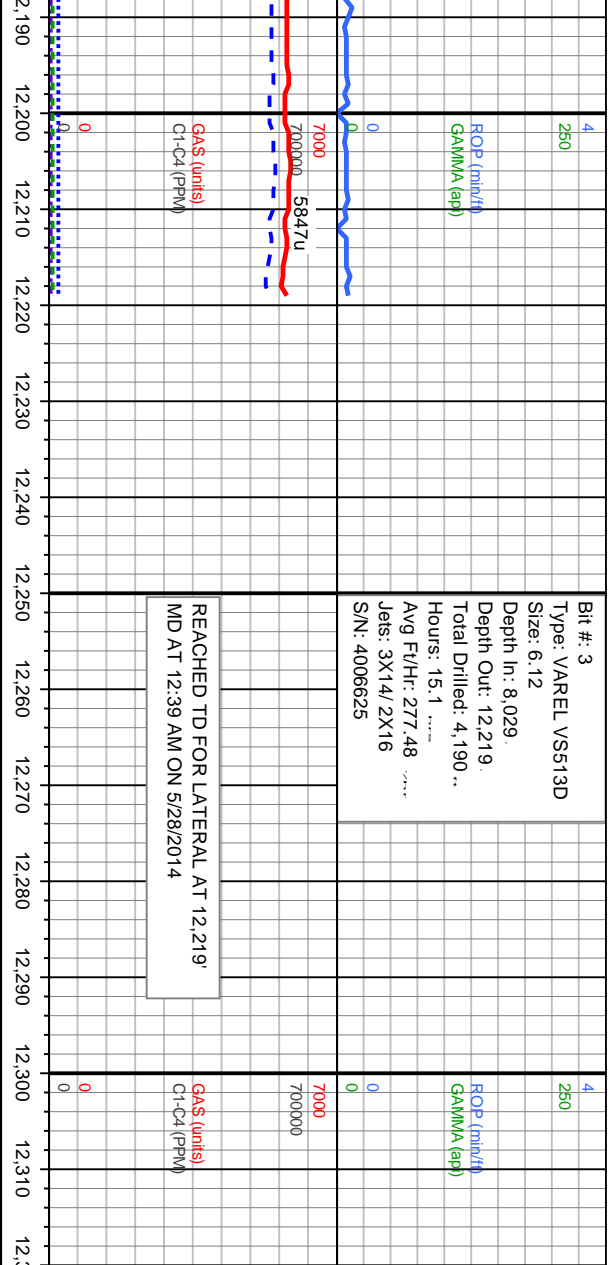 4
250
ROP (min/ft)
GAMMA (api)
0
0
7000
700000
GAS (units)
C1-C4 (PPM)
0
0
5847u
Bit #: 3
Type: VAREL VS513D
Size: 6.12
Depth In: 8,029
Depth Out: 12,219
Total Drilled: 4,190
Hours: 15.1
Avg Ft/Hr: 277.48
Jets: 3X14/ 2X16
S/N: 4006625
REACHED TD FOR LATERAL AT 12,219'
MD AT 12:39 AM ON 5/28/2014
4
250
ROP (min/ft)
GAMMA (api)
0
0
7000
700000
GAS (units)
C1-C4 (PPM)
0
0
2,190 12,200 12,210 12,220 12,230 12,240 12,250 12,260 12,270 12,280 12,290 12,300 12,310